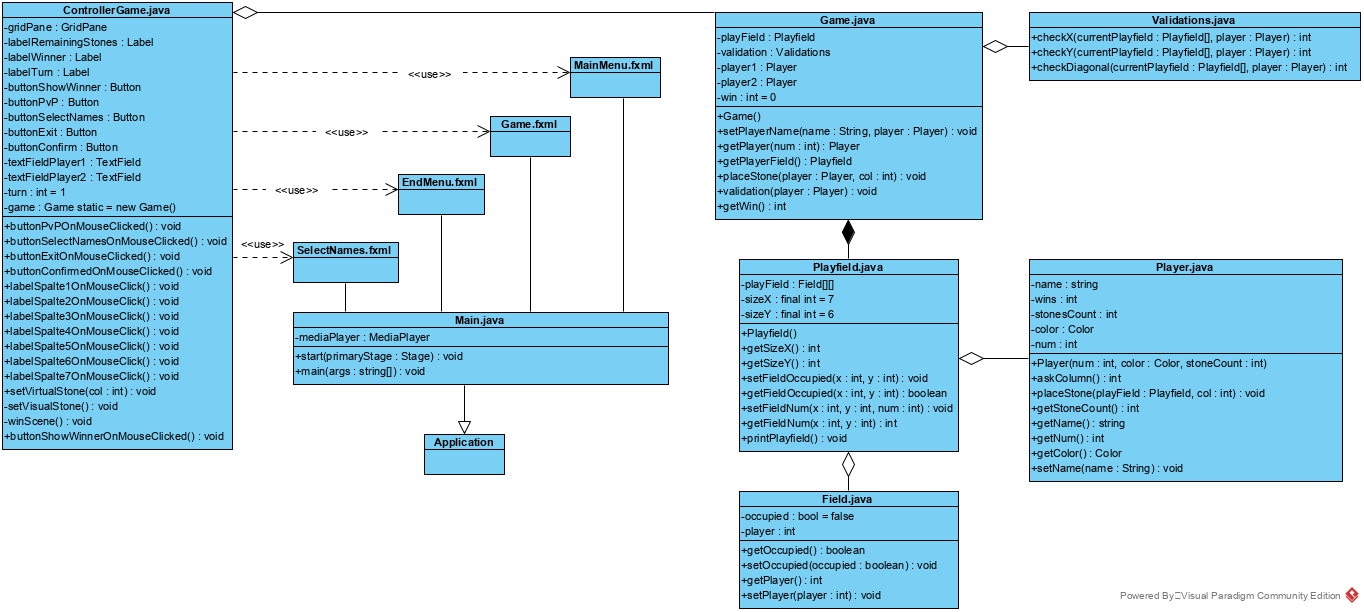 ControllerGame.java
-gridPane : GridPane
-labelRemainingStones : Label
-labelWinner : Label
-labelTurn : Label
-buttonShowWinner : Button
-buttonPvP : Button
-buttonSelectNames : Button
-buttonExit : Button
-buttonConfirm : Button
-textFieldPlayer1 : TextField
-textFieldPlayer2 : TextField
-turn : int = 1
-game : Game static = new Game()
+buttonPvPOnMouseClicked() : void
+buttonSelectNamesOnMouseClicked() : void
+buttonExitOnMouseClicked() : void
+buttonConfirmedOnMouseClicked() : void
+labelSpalte1OnMouseClick() : void
+labelSpalte2OnMouseClick() : void
+labelSpalte3OnMouseClick() : void
+labelSpalte4OnMouseClick() : void
+labelSpalte5OnMouseClick() : void
+labelSpalte6OnMouseClick() : void
+labelSpalte7OnMouseClick() : void
+setVirtualStone(col : int) : void
-setVisualStone() : void
-winScene() : void
+buttonShowWinnerOnMouseClicked() : void
<<use>>
MainMenu.fxml
<<use>>
Game.fxml
<<use>>
EndMenu.fxml
<<use>>
SelectNames.fxml
Main.java
-mediaPlayer : MediaPlayer
+start(primaryStage : Stage) : void
+main(args : string[]) : void
Application
Game.java
-playField : Playfield
-validation : Validations
-player1 : Player
-player2 : Player
-win : int = 0
+Game()
+setPlayerName(name : String, player : Player) : void
+getPlayer(num : int) : Player
+getPlayerField() : Playfield
+placeStone(player : Player, col : int) : void
+validation(player : Player) : void
+getWin() : int
Validations.java
+checkX(currentPlayfield : Playfield[], player : Player) : int
+checkY(currentPlayfield : Playfield[], player : Player) : int
+checkDiagonal(currentPlayfield : Playfield[], player : Player) : int
Playfield.java
-playField : Field[][]
-sizeX : final int = 7
-sizeY : final int = 6
+Playfield()
+getSizeX() : int
+getSizeY() : int
+setFieldOccupied(x : int, y : int) : void
+getFieldOccupied(x : int, y : int) : boolean
+setFieldNum(x : int, y : int, num : int) : void
+getFieldNum(x : int, y : int) : int
+printPlayfield() : void
Player.java
-name : string
-wins : int
-stonesCount : int
-color : Color
-num : int
+Player(num : int, color : Color, stoneCount : int)
+askColumn() : int
+placeStone(playField : Playfield, col : int) : void
+getStoneCount() : int
+getName() : string
+getNum() : int
+getColor() : Color
+setName(name : String) : void
Field.java
-occupied : bool = false
-player : int
+getOccupied() : boolean
+setOccupied(occupied : boolean) : void
+getPlayer() : int
+setPlayer(player : int) : void
Powered By Visual Paradigm Community Edition